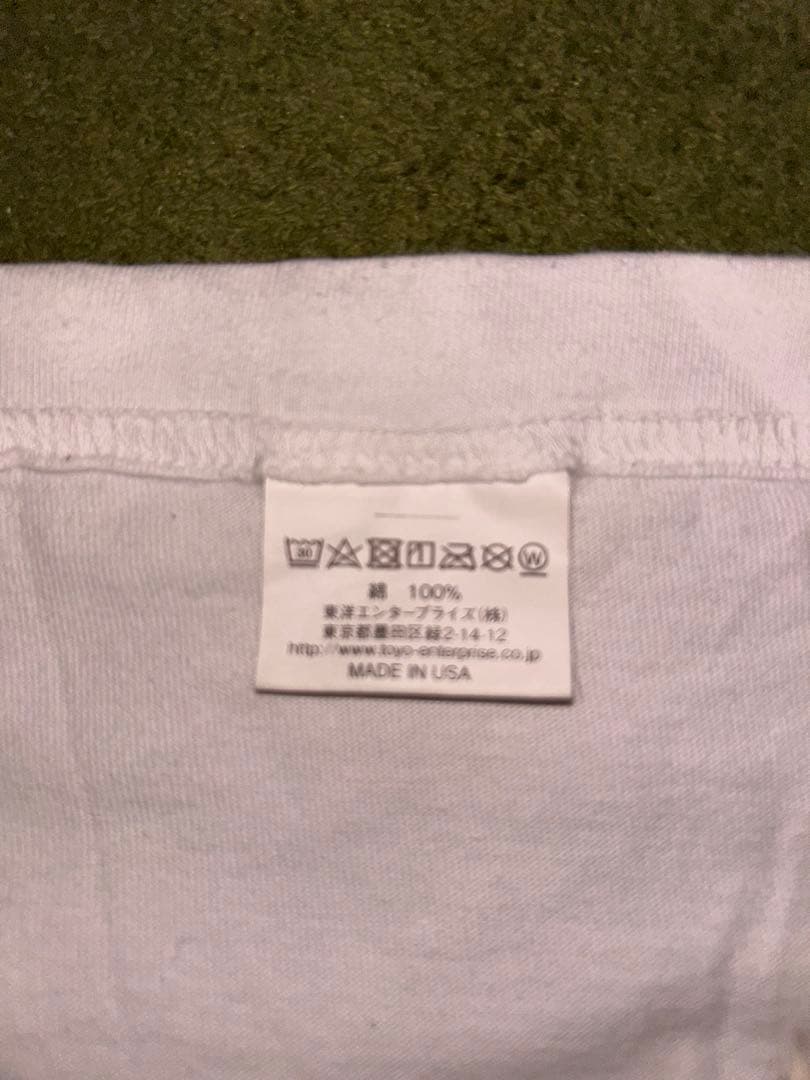 30
W
綿 100%
東洋エンタープライズ(株)
東京都墨田区緑2-14-12
http://www.toyo-enterprise.co.jp
MADE IN USA